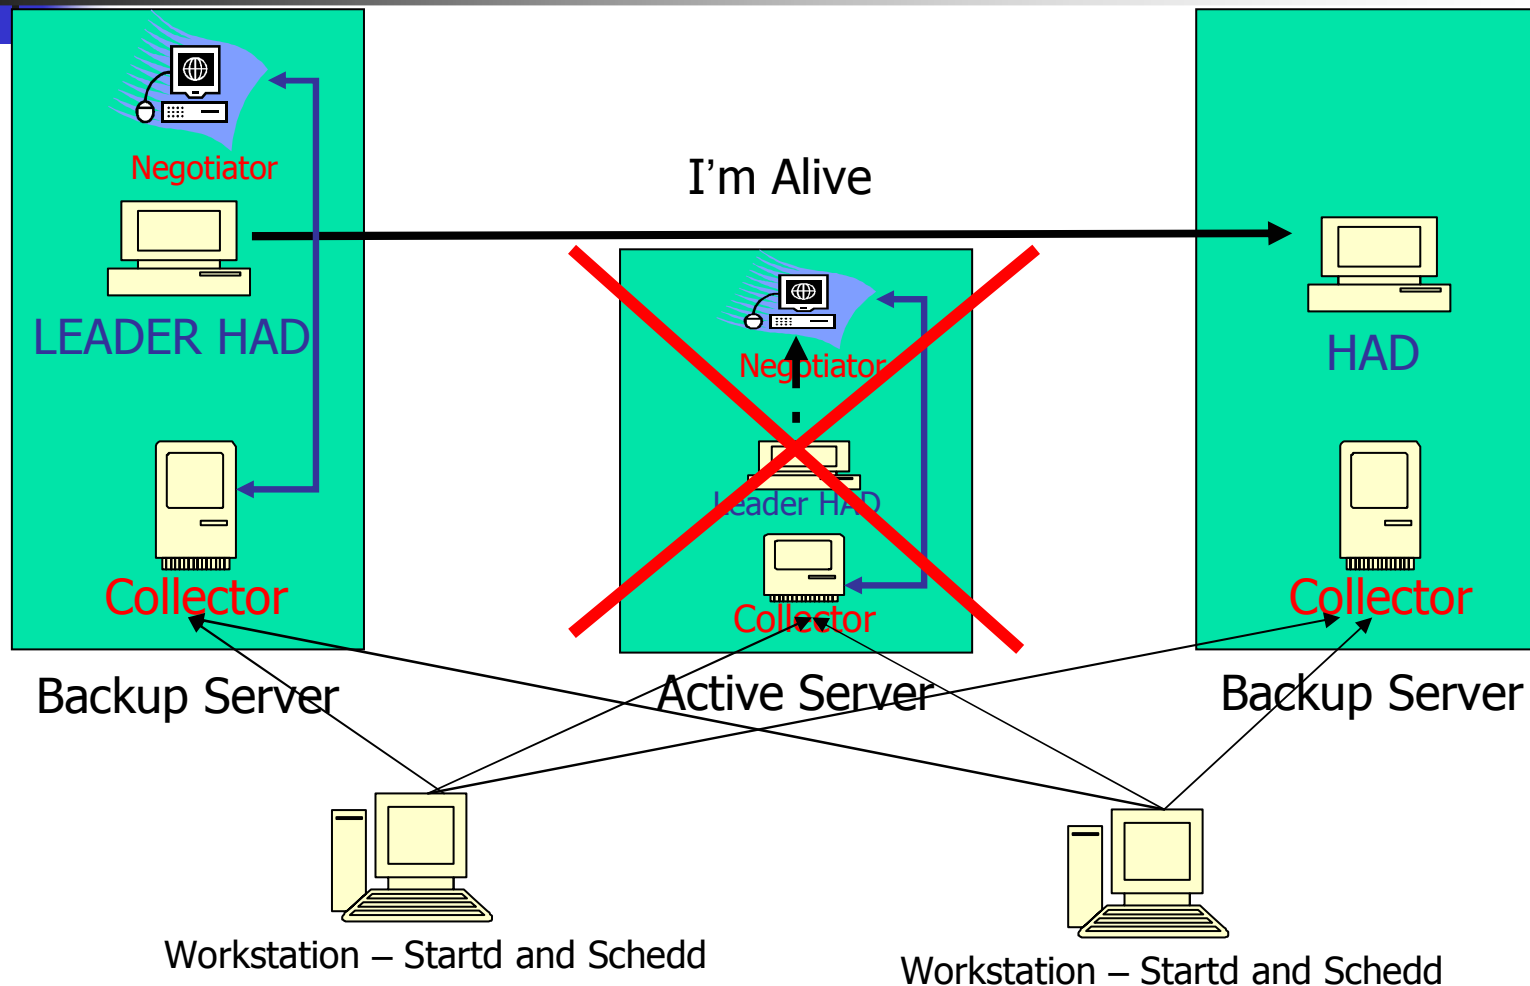 Negotiator
I'm Alive
LEADER HAD
Negotiator
HAD
Leader HAD
Collector
Collector
Collector
Backup Server
Active Server
Backup Server
Workstation – Startd and Schedd
Workstation – Startd and Schedd